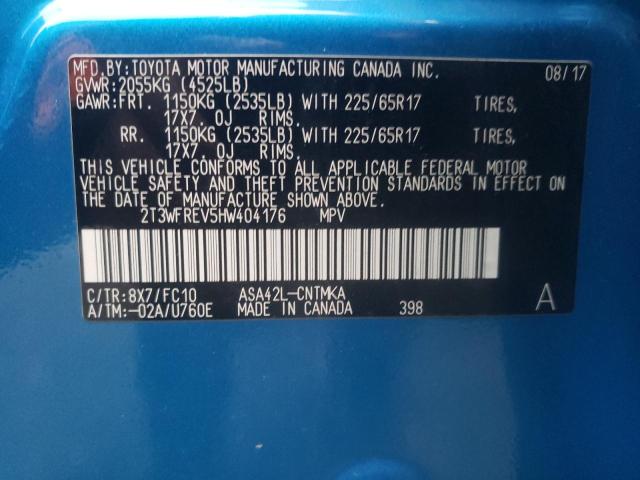 MFD.BY:TOYOTA MOTOR MANUFACTURING CANADA INC. 08/17
GVWR:2055KG (4525LB)
GAWR:FRT. 1150KG (2535LB) WITH 225/65R17 TIRES,
17X7.0J RIMS.
RR. 1150KG (2535LB) WITH 225/65R17 TIRES,
17X7.0J RIMS.
THIS VEHICLE CONFORMS TO ALL APPLICABLE FEDERAL MOTOR
VEHICLE SAFETY AND THEFT PREVENTION STANDARDS IN EFFECT ON
THE DATE OF MANUFACTURE SHOWN ABOVE.
2T3WFREV5HW404176 MPV
C/TR:8X7/FC10 ASA42L-CNTMKA
A/TM:-02A/U760E MADE IN CANADA 398 A